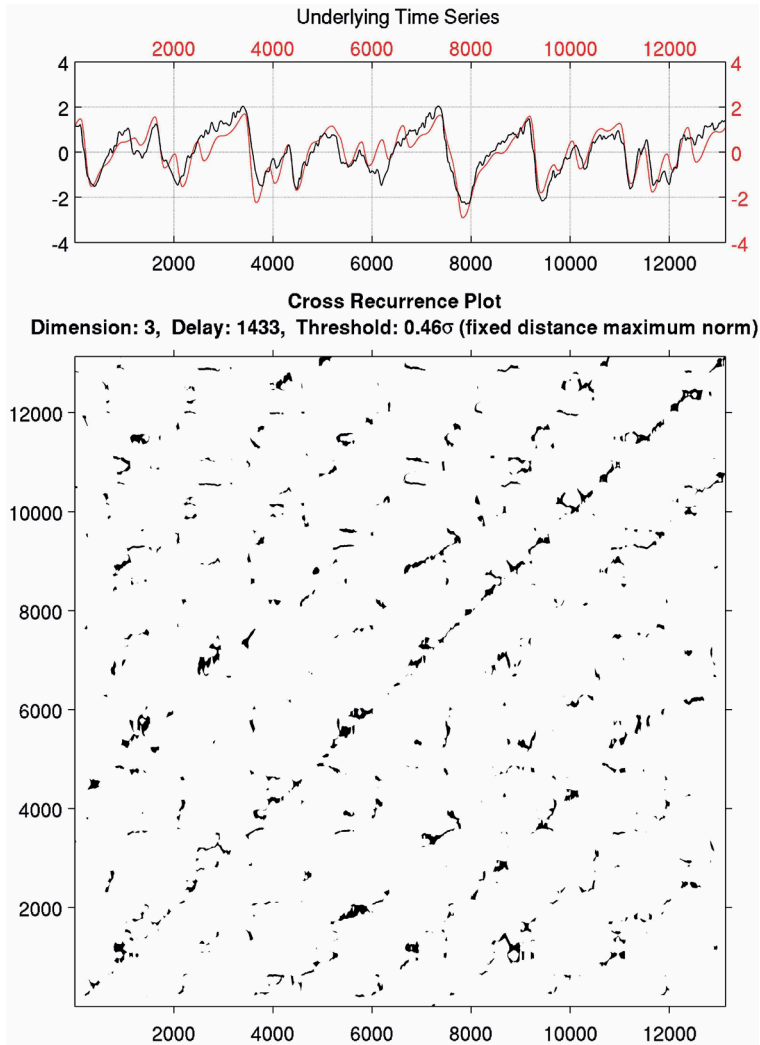 Underlying Time Series
2000 4000 6000 8000 10000 12000
4 4
2 2
0 0
-2 -2
-4 -4
2000 4000 6000 8000 10000 12000
Cross Recurrence Plot
Dimension: 3, Delay: 1433, Threshold: 0.46σ (fixed distance maximum norm)
12000
10000
8000
6000
4000
2000
2000 4000 6000 8000 10000 12000